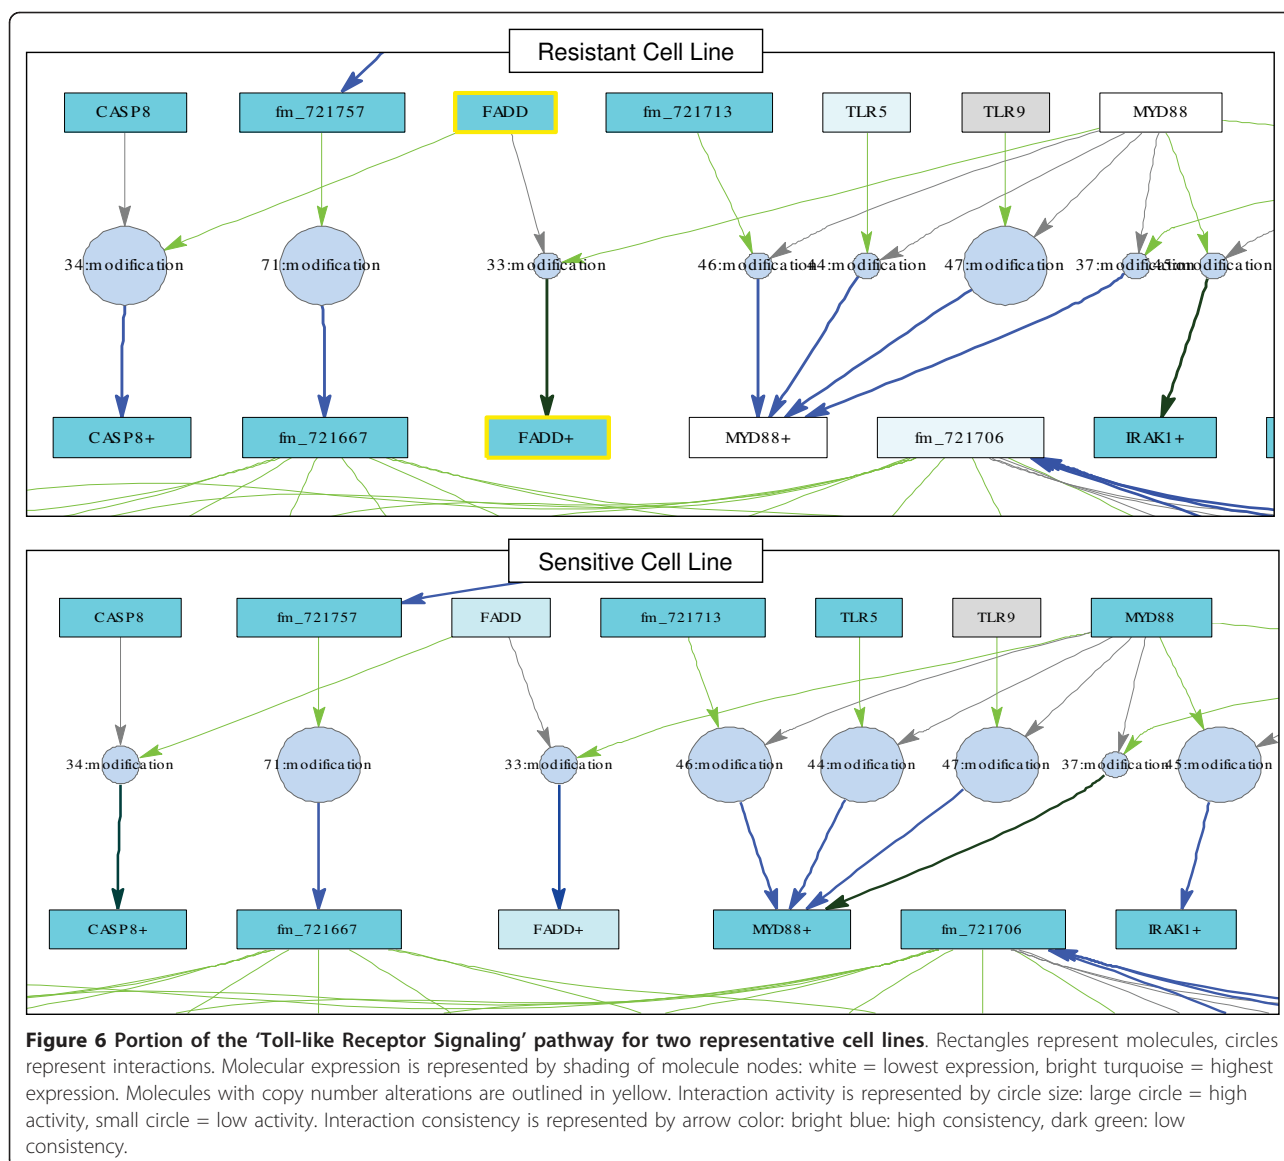 Resistant Cell Line
CASP8 fm_721757 FADD fm_721713 TLR5 TLR9 MYD88
34:modification 71:modification 33:modification 46:modification 44:modification 47:modification 37:modification 45:modification
CASP8+ fm_721667 FADD+ MYD88+ fm_721706 IRAK1+
Sensitive Cell Line
CASP8 fm_721757 FADD fm_721713 TLR5 TLR9 MYD88
34:modification 71:modification 33:modification 46:modification 44:modification 47:modification 37:modification 45:modification
CASP8+ fm_721667 FADD+ MYD88+ fm_721706 IRAK1+
Figure 6 Portion of the ‘Toll-like Receptor Signaling’ pathway for two representative cell lines. Rectangles represent molecules, circles
represent interactions. Molecular expression is represented by shading of molecule nodes: white = lowest expression, bright turquoise = highest
expression. Molecules with copy number alterations are outlined in yellow. Interaction activity is represented by circle size: large circle = high
activity, small circle = low activity. Interaction consistency is represented by arrow color: bright blue: high consistency, dark green: low
consistency.